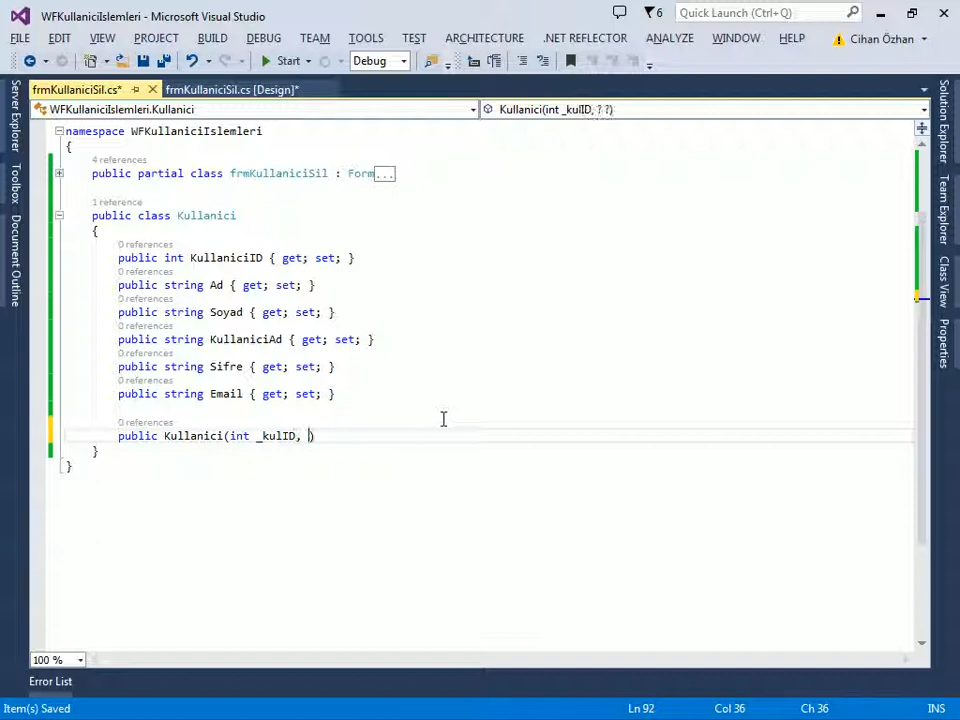 WFKullaniciIslemleri - Microsoft Visual Studio
6
Quick Launch (Ctrl+Q)
FILE EDIT VIEW PROJECT BUILD DEBUG TEAM TOOLS TEST ARCHITECTURE .NET REFLECTOR ANALYZE WINDOW HELP Cihan Özhan
Start Debug
frmKullaniciSil.cs* frmKullaniciSil.cs [Design]*
WFKullaniciIslemleri.Kullanici Kullanici(int _kulID, ? ?)
Server Explorer
Toolbox
Document Outline
namespace WFKullaniciIslemleri
{
4 references
public partial class frmKullaniciSil : Form...
1 reference
public class Kullanici
{
0 references
public int KullaniciID { get; set; }
0 references
public string Ad { get; set; }
0 references
public string Soyad { get; set; }
0 references
public string KullaniciAd { get; set; }
0 references
public string Sifre { get; set; }
0 references
public string Email { get; set; }
0 references
public Kullanici(int _kulID, )
}
}
Solution Explorer
Team Explorer
Class View
Properties
100 %
Error List
Item(s) Saved Ln 92 Col 36 Ch 36 INS